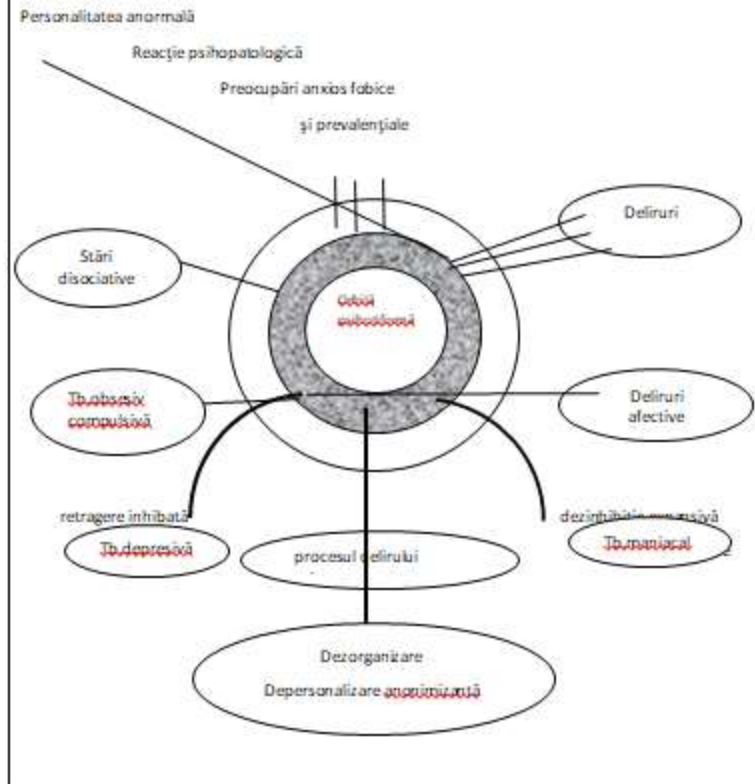 Personalitatea anormală
Reacţie psihopatologică
Preocupări anxios fobice
şi prevalenţiale
Deliruri
Stări
disociative
Tb.obsesiv
compulsivă
Deliruri
afective
retragere inhibată
Tb.depresivă
procesul delirului
Tb.maniacal
Dezorganizare
Depersonalizare anonimizantă